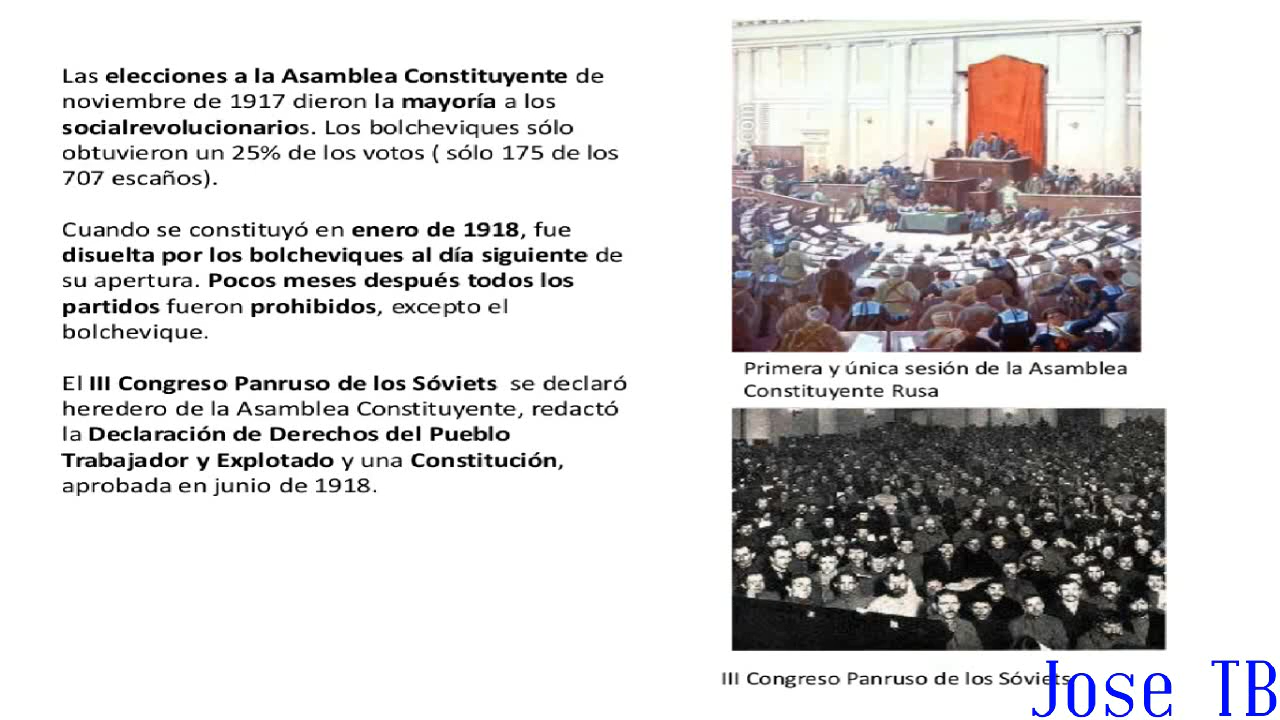 Las elecciones a la Asamblea Constituyente de
noviembre de 1917 dieron la mayoría a los
socialrevolucionarios. Los bolcheviques sólo
obtuvieron un 25% de los votos ( sólo 175 de los
707 escaños).
Cuando se constituyó en enero de 1918, fue
disuelta por los bolcheviques al día siguiente de
su apertura. Pocos meses después todos los
partidos fueron prohibidos, excepto el
bolchevique.
El III Congreso Panruso de los Sóviets se declaró
heredero de la Asamblea Constituyente, redactó
la Declaración de Derechos del Pueblo
Trabajador y Explotado y una Constitución,
aprobada en junio de 1918.
Primera y única sesión de la Asamblea
Constituyente Rusa
III Congreso Panruso de los Sóviets
Jose TB